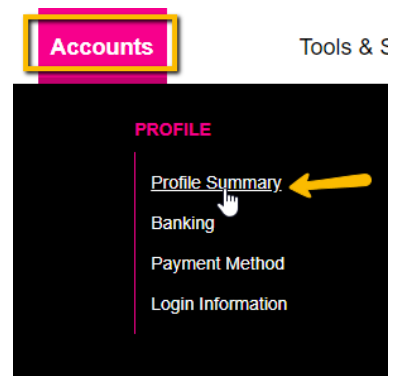 Accounts
Tools &
PROFILE
Profile Summary
Banking
Payment Method
Login Information